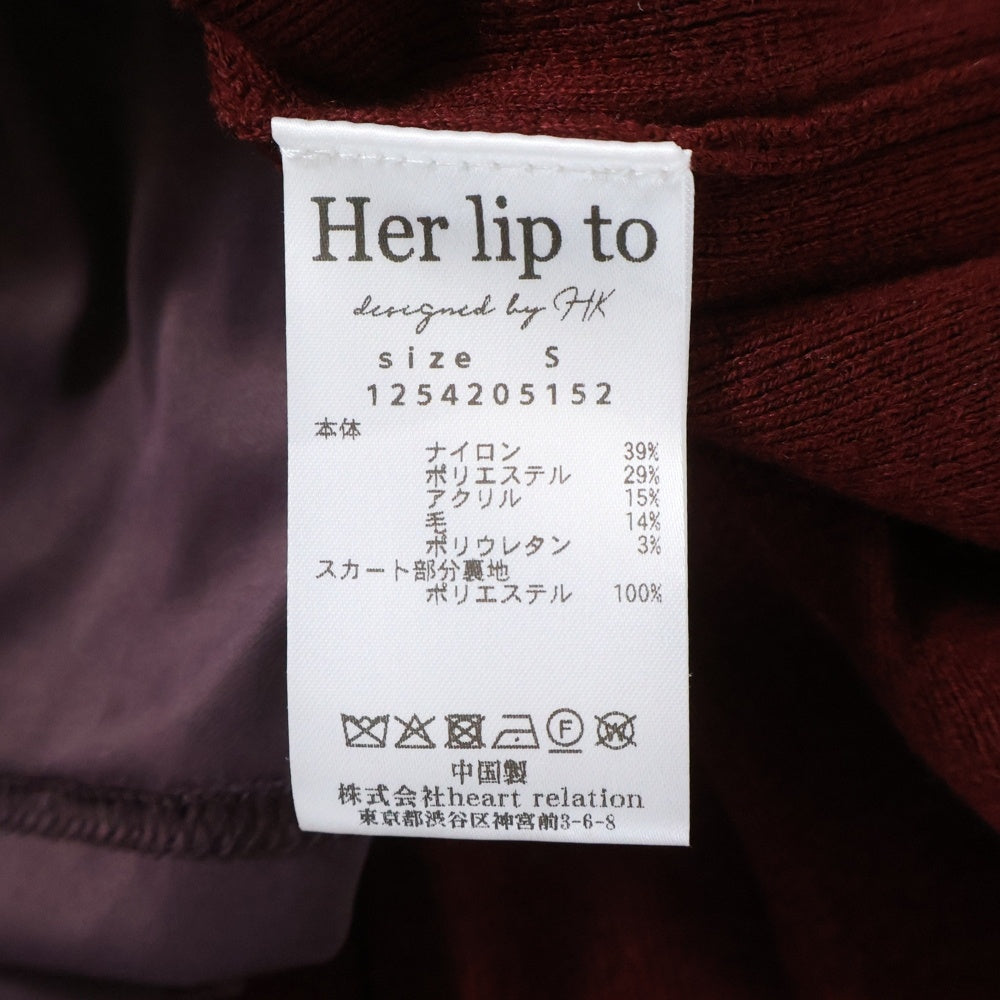 Her lip to
designed by HK
size S
1254205152
本体
ナイロン 39%
ポリエステル 29%
アクリル 15%
毛 14%
ポリウレタン 3%
スカート部分裏地
ポリエステル 100%
F W
中国製
株式会社heart relation
東京都渋谷区神宮前3-6-8